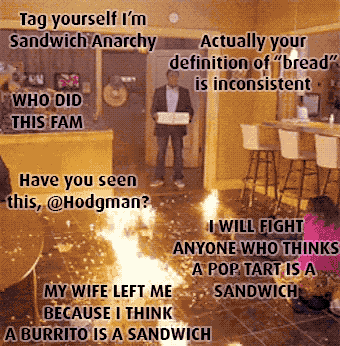 Tag yourself I'm
Sandwich Anarchy
Actually your
definition of "bread"
is inconsistent
WHO DID
THIS FAM
Have you seen
this, @Hodgman?
I WILL FIGHT
ANYONE WHO THINKS
A POP TART IS A
SANDWICH
MY WIFE LEFT ME
BECAUSE I THINK
A BURRITO IS A SANDWICH